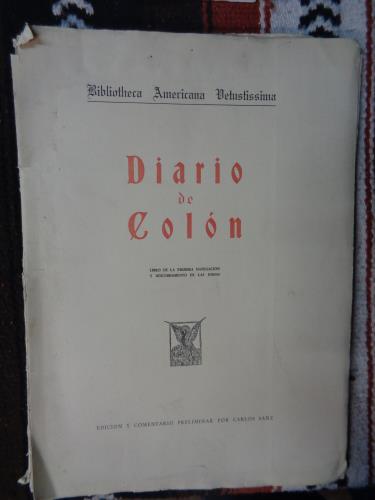 Bibliotheca Americana Vetustissima
Diario
de
Colón
LIBRO DE LA PRIMERA NAVEGACION
Y DESCUBRIMIENTO DE LAS INDIAS
EDICION Y COMENTARIO PRELIMINAR POR CARLOS SANZ